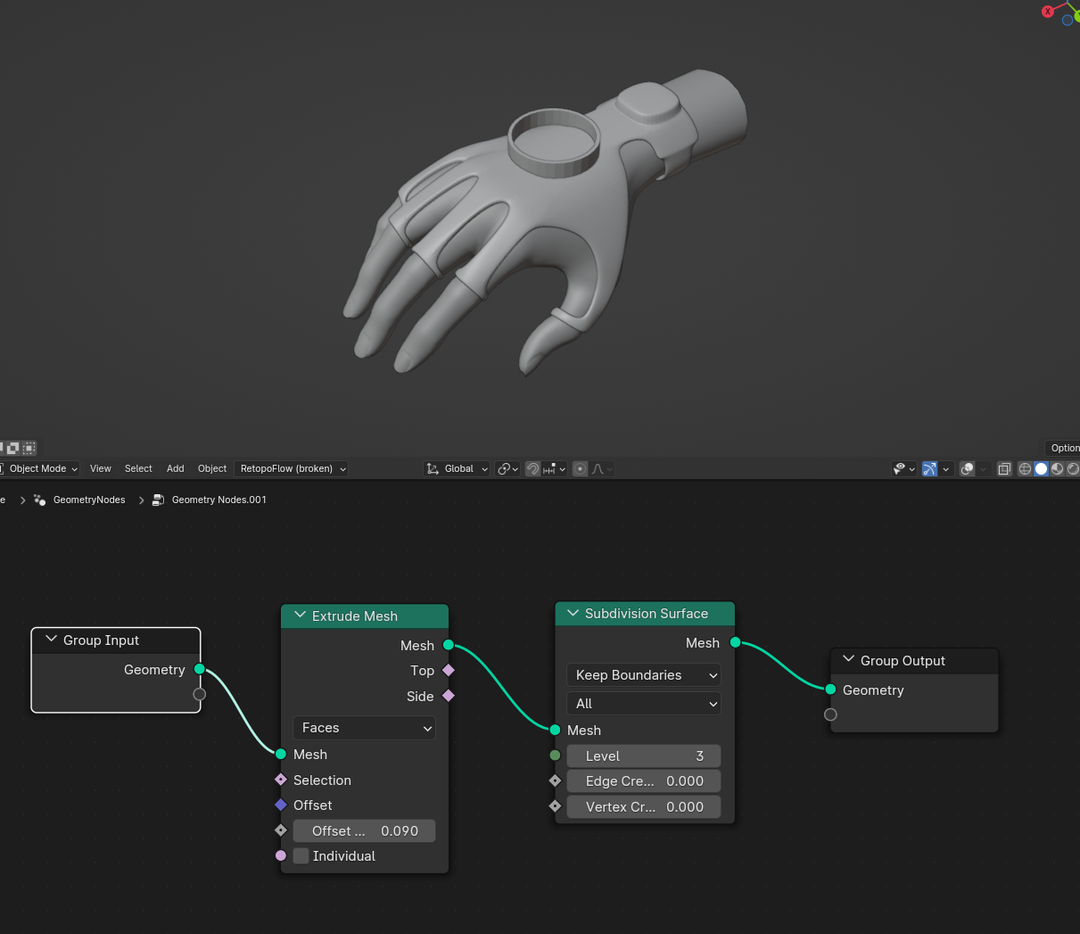 X
Option
Object Mode View Select Add Object RetopoFlow (broken) Global
e GeometryNodes Geometry Nodes.001
Group Input
Geometry
Extrude Mesh
Mesh
Top
Side
Faces
Mesh
Selection
Offset
Offset ... 0.090
Individual
Subdivision Surface
Mesh
Keep Boundaries
All
Mesh
Level 3
Edge Cre... 0.000
Vertex Cr... 0.000
Group Output
Geometry